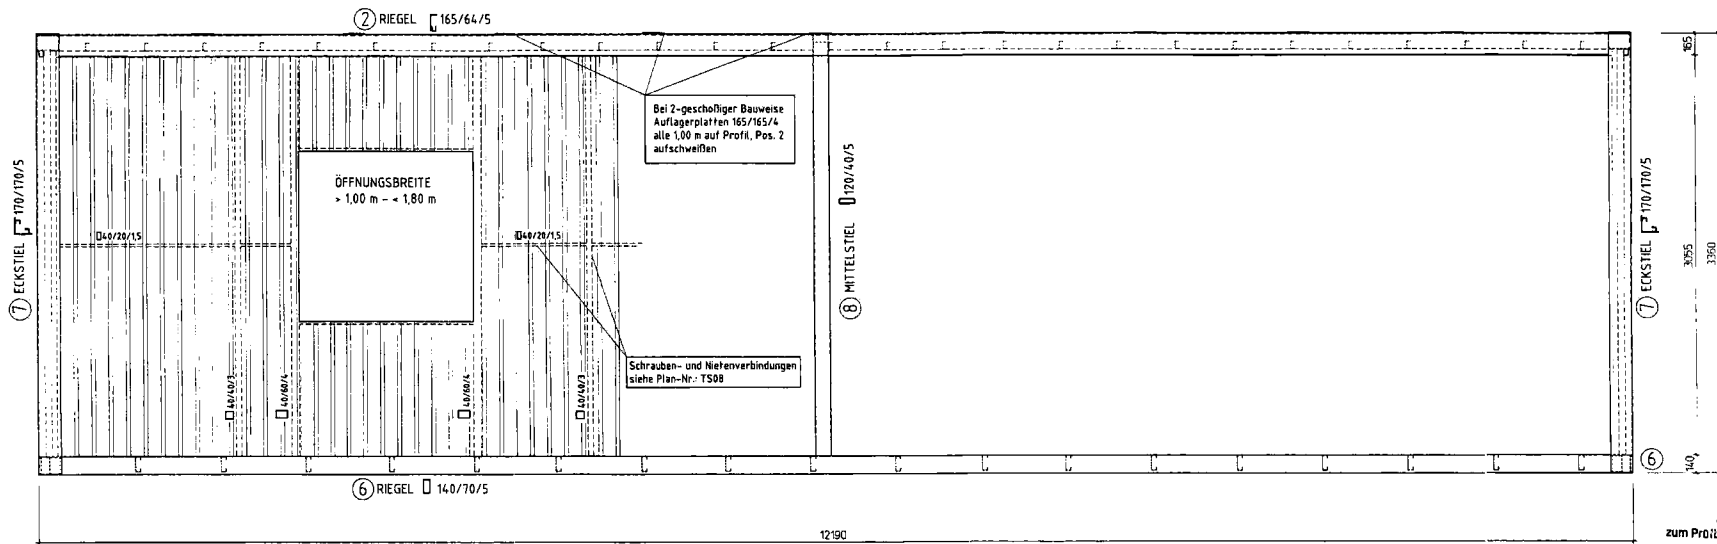 2 RIEGEL 165/64/5
165
Bei 2-geschoßiger Bauweise
Auflagerplatten 165/165/4
alle 1,00 m auf Profil, Pos. 2
aufschweißen
ÖFFNUNGSBREITE
> 1,00 m - < 1,80 m
40/20/1,5
40/20/1,5
7 ECKSTIEL 170/170/5
8 MITTELSTIEL 120/40/5
7 ECKSTIEL 170/170/5
3055
3360
Schrauben- und Nietenverbindungen
siehe Plan-Nr.: TS08
40/40/3
40/60/4
40/60/4
40/40/3
6
140
6 RIEGEL 140/70/5
12190
zum Profil